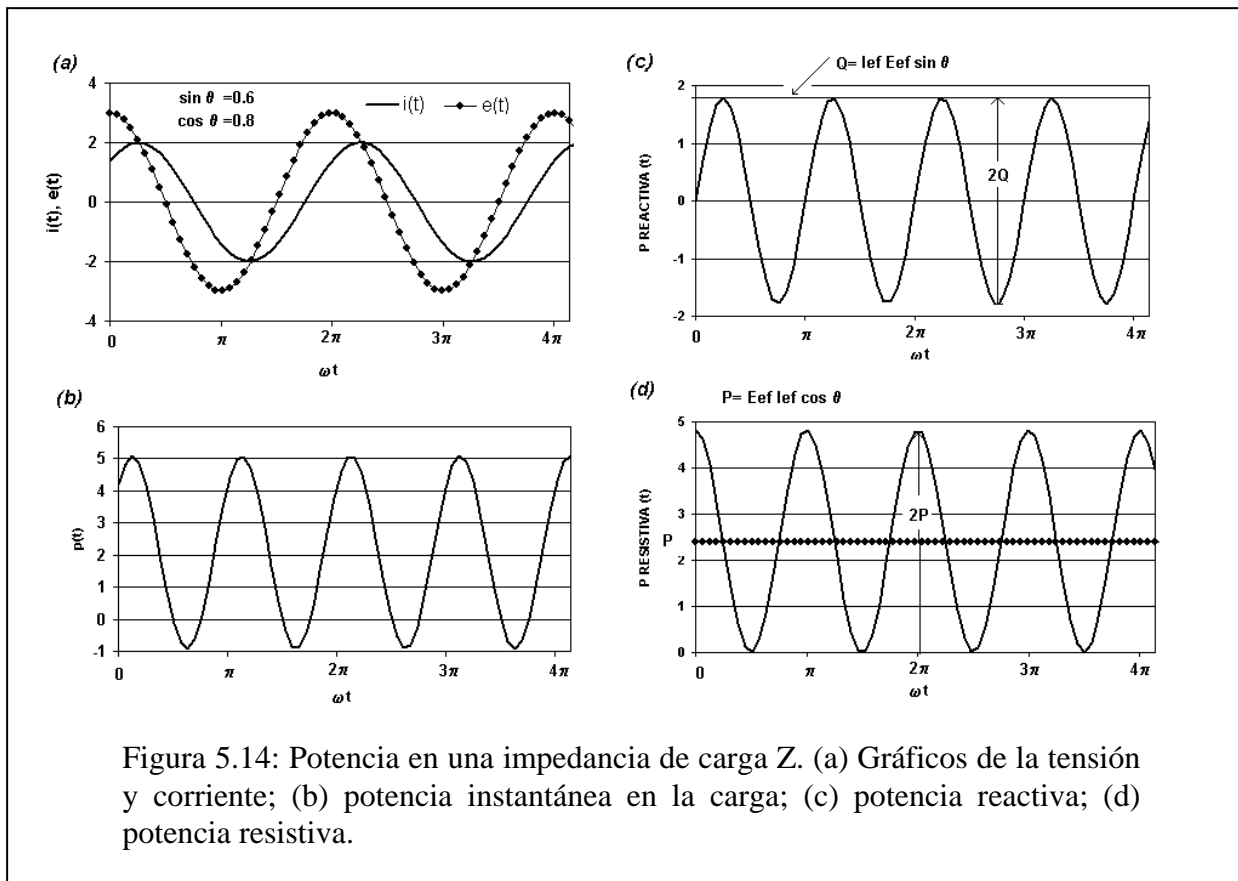 (a)
4
2
0
-2
-4
i(t), e(t)
sin θ =0.6
cos θ =0.8
i(t)
e(t)
0
π
2π
3π
4π
ωt
(c)
Q= Ief Eef sin θ
2
1
0
-1
-2
P REACTIVA (t)
2Q
0
π
2π
3π
4π
ωt
(b)
6
5
4
3
2
1
0
-1
p(t)
0
π
2π
3π
4π
ωt
(d)
P= Eef Ief cos θ
5
4
3
2
1
0
P RESISTIVA (t)
P
2P
0
π
2π
3π
4π
ωt
Figura 5.14: Potencia en una impedancia de carga Z. (a) Gráficos de la tensión
y corriente; (b) potencia instantánea en la carga; (c) potencia reactiva; (d)
potencia resistiva.